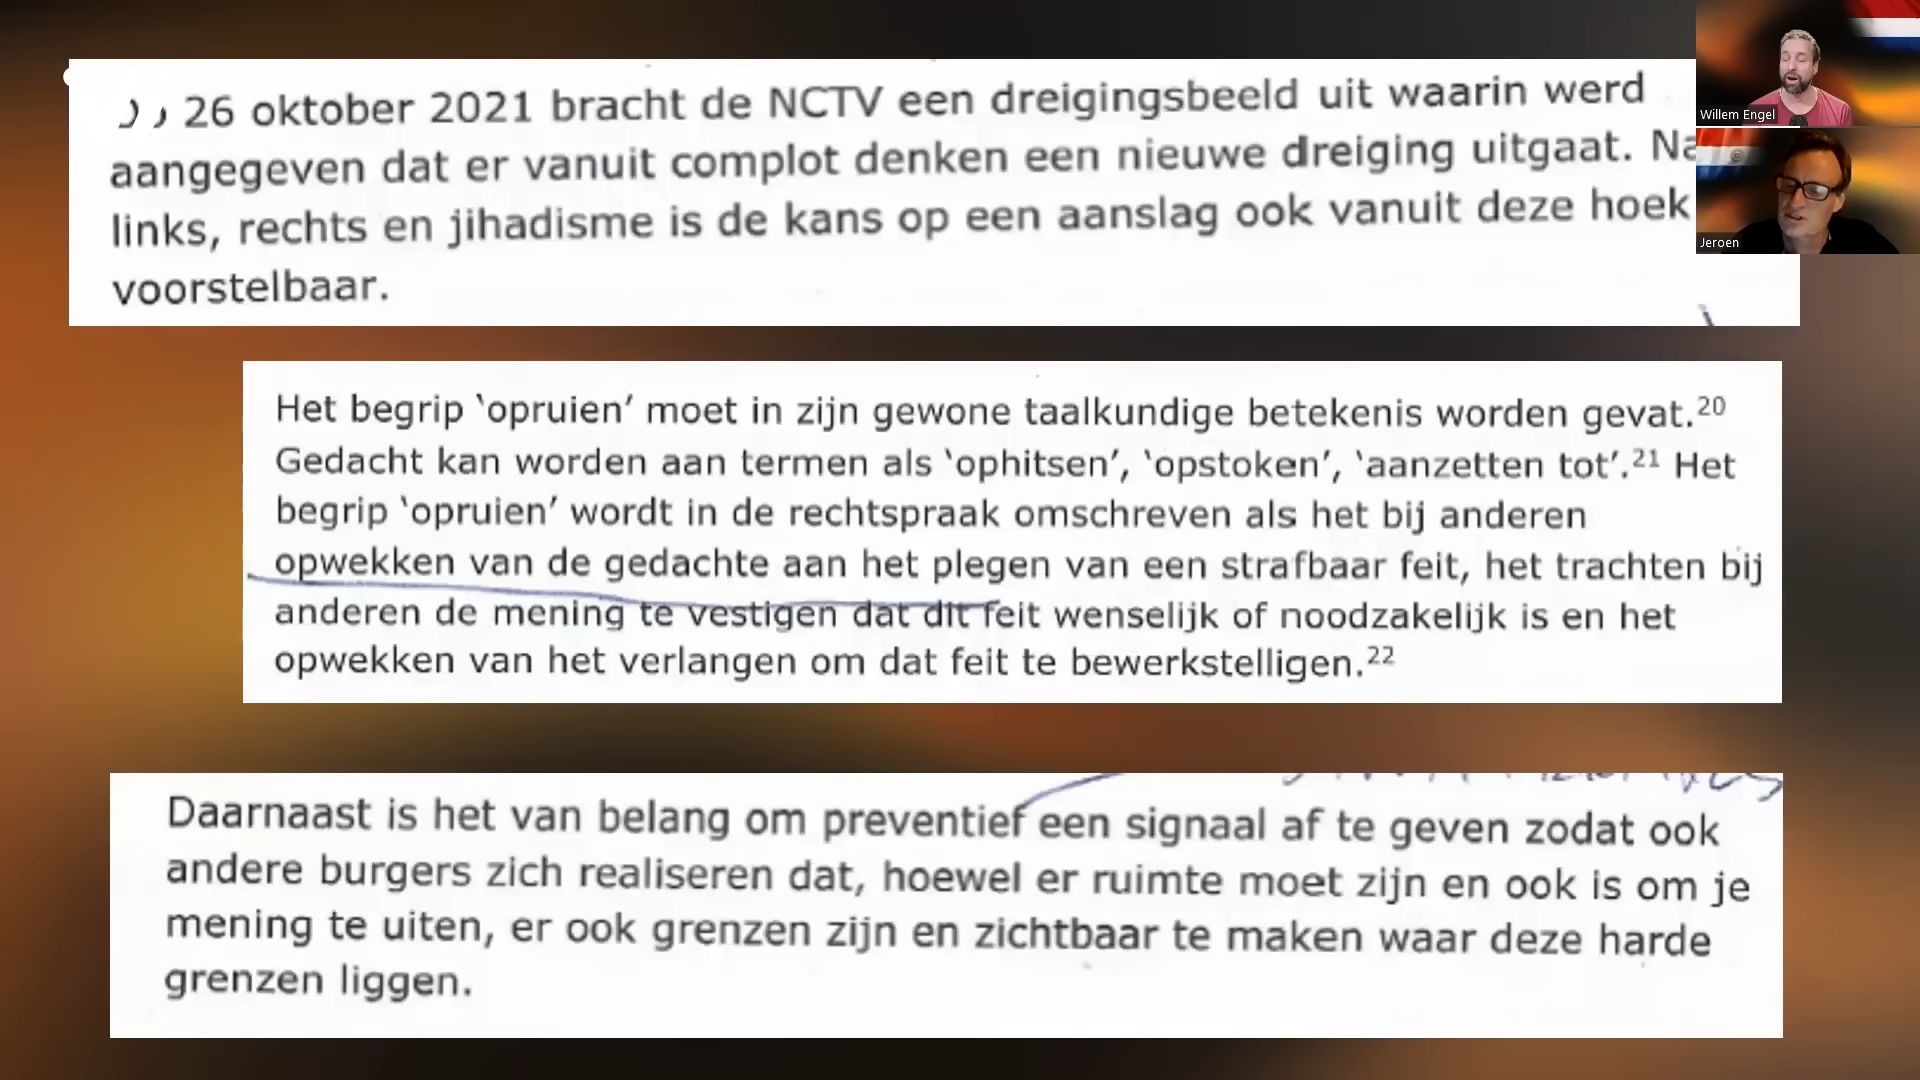 26 oktober 2021 bracht de NCTV een dreigingsbeeld uit waarin werd
aangegeven dat er vanuit complot denken een nieuwe dreiging uitgaat.
links, rechts en jihadisme is de kans op een aanslag ook vanuit deze hoek
voorstelbaar.
Willem Engel
Jeroen
Het begrip ‘opruien’ moet in zijn gewone taalkundige betekenis worden gevat.20
Gedacht kan worden aan termen als ‘ophitsen’, ‘opstoken’, ‘aanzetten tot’.21 Het
begrip ‘opruien’ wordt in de rechtspraak omschreven als het bij anderen
opwekken van de gedachte aan het plegen van een strafbaar feit, het trachten bij
anderen de mening te vestigen dat dit feit wenselijk of noodzakelijk is en het
opwekken van het verlangen om dat feit te bewerkstelligen.22
Daarnaast is het van belang om preventief een signaal af te geven zodat ook
andere burgers zich realiseren dat, hoewel er ruimte moet zijn en ook is om je
mening te uiten, er ook grenzen zijn en zichtbaar te maken waar deze harde
grenzen liggen.